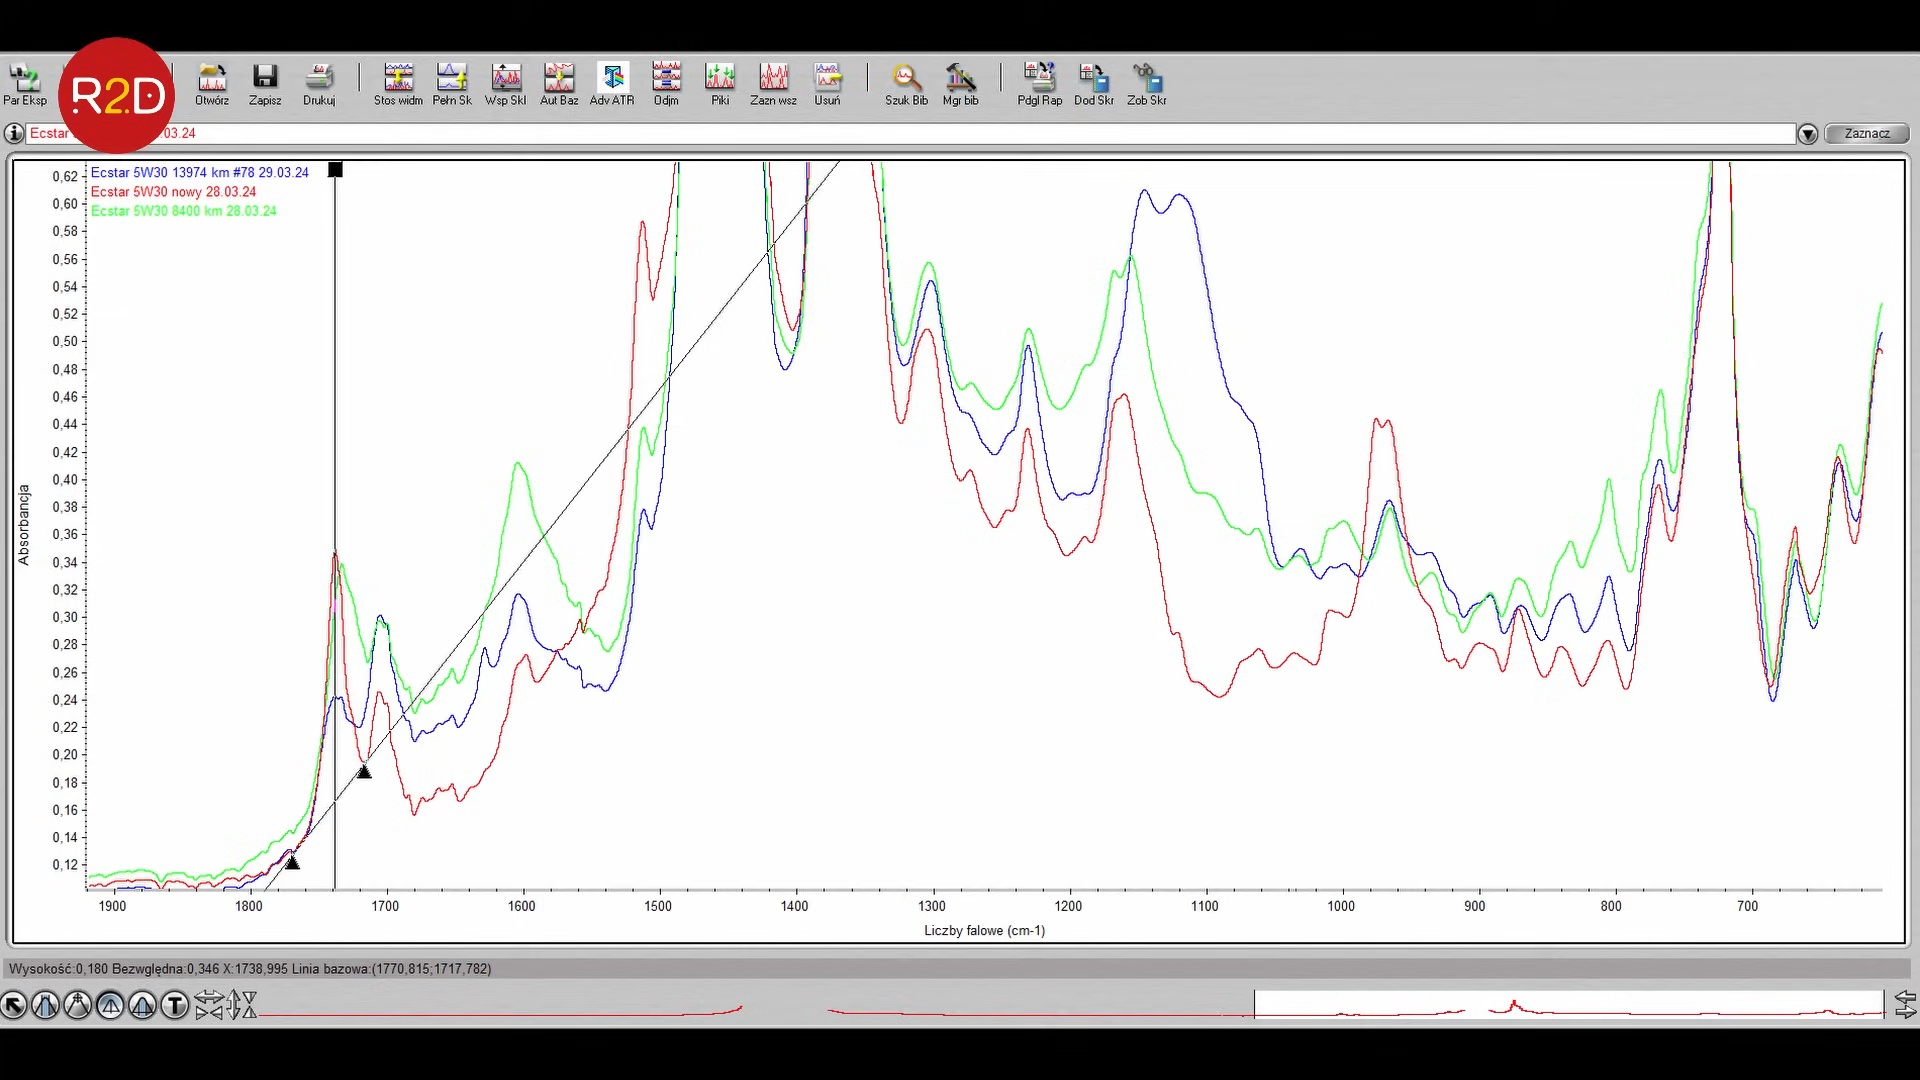 R2D
Par Eksp Otwórz Zapisz Drukuj Stos widm Pełn Sk Wsp Skl Aut Baz Adv ATR Odjm Piki Zazn wsz Usuń Szuk Bib Mgr bib Pdgl Rap Dod Skr Zob Skr
Ecstar .03.24 Zaznacz
Ecstar 5W30 13974 km #78 29.03.24
Ecstar 5W30 nowy 28.03.24
Ecstar 5W30 8400 km 28.03.24
0,62
0,60
0,58
0,56
0,54
0,52
0,50
0,48
0,46
0,44
0,42
0,40
0,38
0,36
0,34
0,32
0,30
0,28
0,26
0,24
0,22
0,20
0,18
0,16
0,14
0,12
Absorbancja
1900 1800 1700 1600 1500 1400 1300 1200 1100 1000 900 800 700
Liczby falowe (cm-1)
Wysokość:0,180 Bezwględna:0,346 X:1738,995 Linia bazowa:(1770,815;1717,782)
T